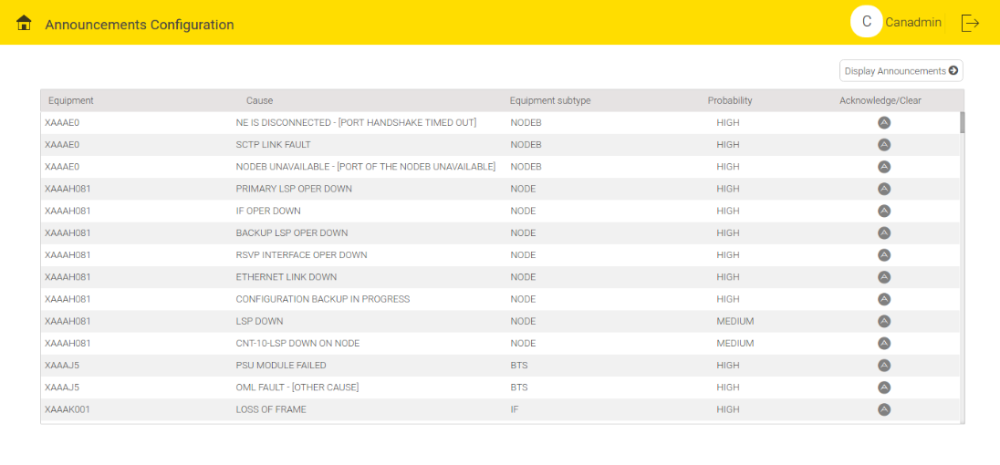 Announcements Configuration C Canadmin
Display Announcements
Equipment Cause Equipment subtype Probability Acknowledge/Clear
XAAAE0 NE IS DISCONNECTED - [PORT HANDSHAKE TIMED OUT] NODEB HIGH A
XAAAE0 SCTP LINK FAULT NODEB HIGH A
XAAAE0 NODEB UNAVAILABLE - [PORT OF THE NODEB UNAVAILABLE] NODEB HIGH A
XAAAH081 PRIMARY LSP OPER DOWN NODE HIGH A
XAAAH081 IF OPER DOWN NODE HIGH A
XAAAH081 BACKUP LSP OPER DOWN NODE HIGH A
XAAAH081 RSVP INTERFACE OPER DOWN NODE HIGH A
XAAAH081 ETHERNET LINK DOWN NODE HIGH A
XAAAH081 CONFIGURATION BACKUP IN PROGRESS NODE HIGH A
XAAAH081 LSP DOWN NODE MEDIUM A
XAAAH081 CNT-10-LSP DOWN ON NODE NODE MEDIUM A
XAAAJ5 PSU MODULE FAILED BTS HIGH A
XAAAJ5 OML FAULT - [OTHER CAUSE] BTS HIGH A
XAAAK001 LOSS OF FRAME IF HIGH A